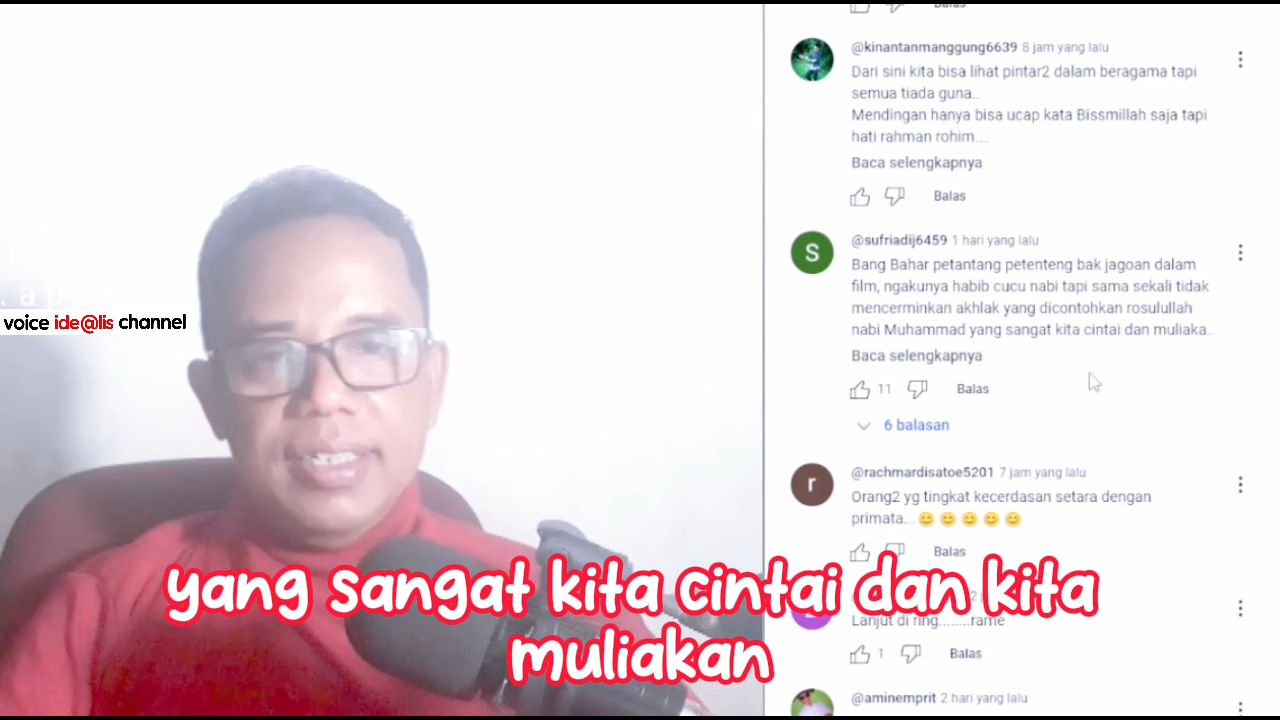 Balas
@kinantanmanggung6639 8 jam yang lalu
Dari sini kita bisa lihat pintar2 dalam beragama tapi
semua tiada guna..
Mendingan hanya bisa ucap kata Bissmillah saja tapi
hati rahman rohim....
Baca selengkapnya
Balas
S
@sufriadij6459 1 hari yang lalu
Bang Bahar petantang petenteng bak jagoan dalam
film, ngakunya habib cucu nabi tapi sama sekali tidak
mencerminkan akhlak yang dicontohkan rosulullah
nabi Muhammad yang sangat kita cintai dan muliaka..
Baca selengkapnya
11 Balas
6 balasan
r
@rachmardisatoe5201 7 jam yang lalu
Orang2 yg tingkat kecerdasan setara dengan
primata...😊😊😊😊😊
Balas
Lanjut di ring........rame
1 Balas
@aminemprit 2 hari yang lalu
voice ide@lis channel
yang sangat kita cintai dan kita
muliakan